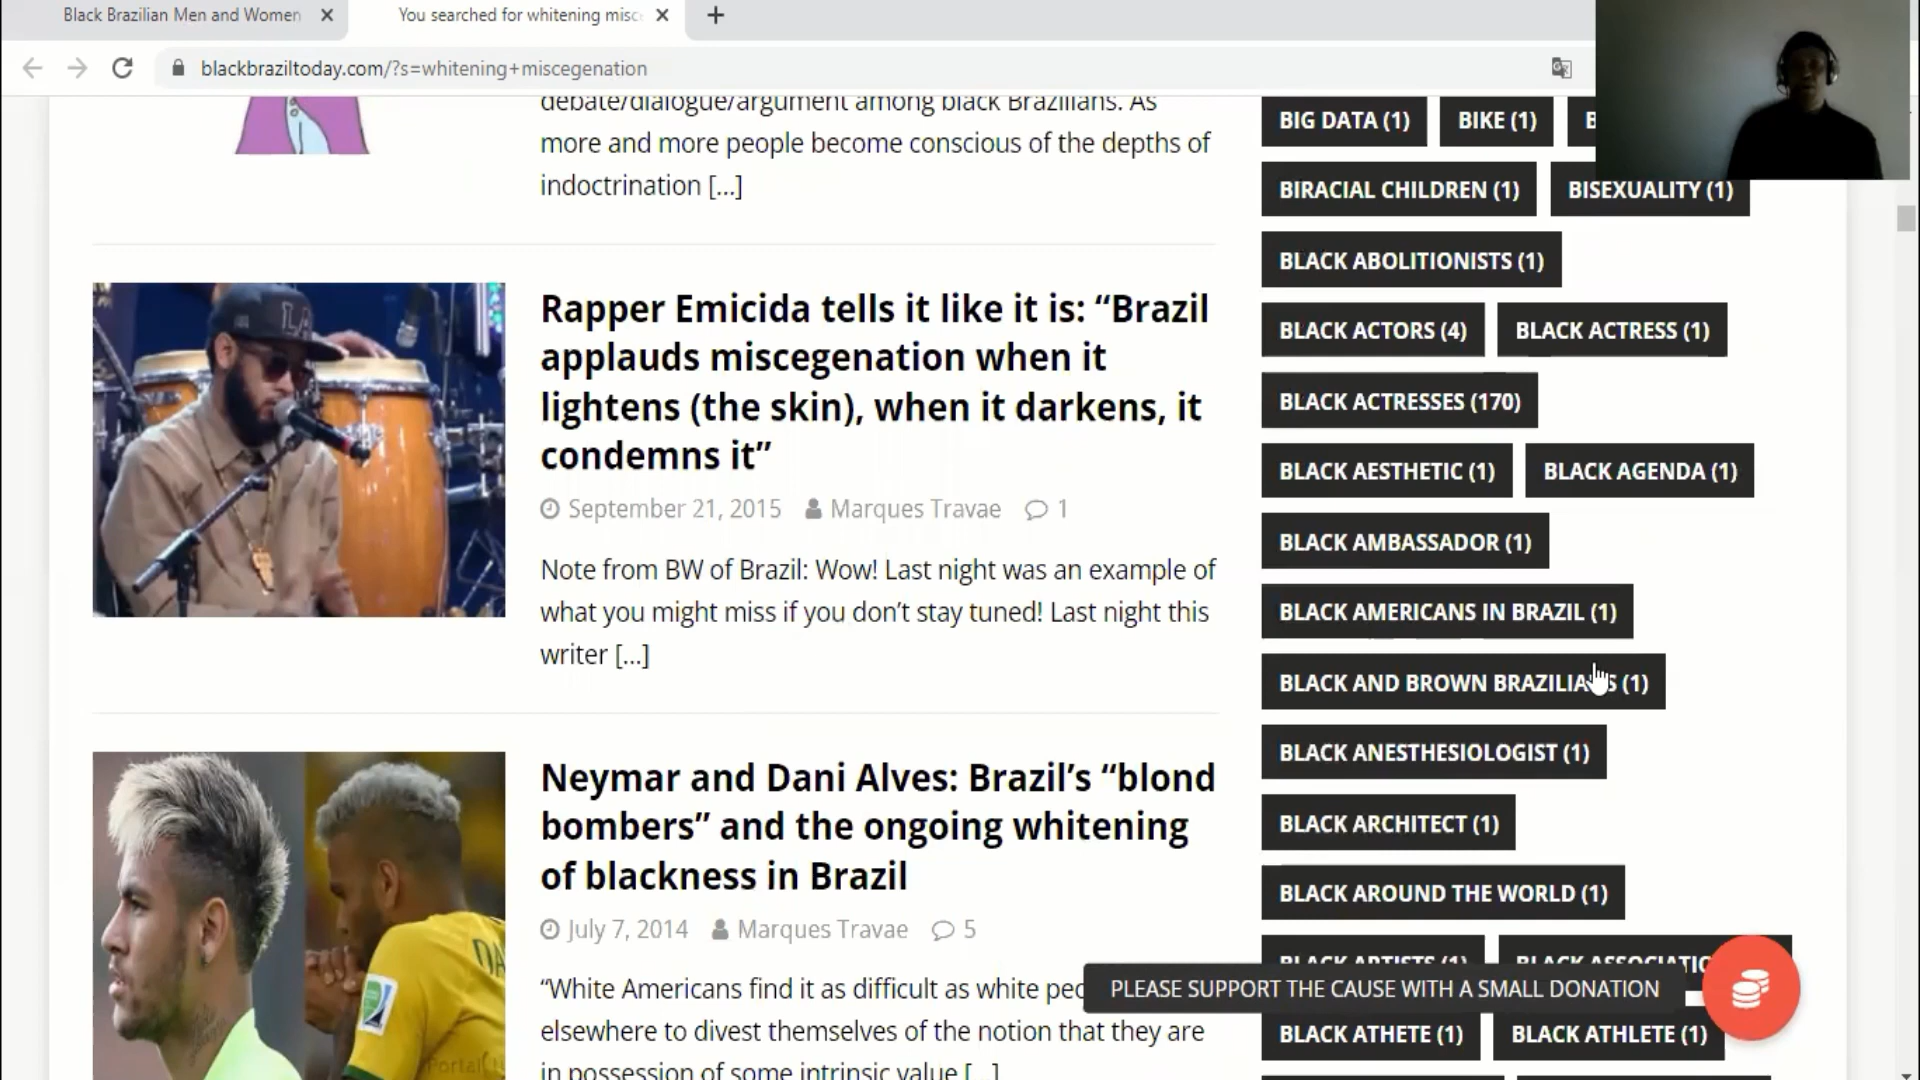 Black Brazilian Men and Women
You searched for whitening misc
blackbraziltoday.com/?s=whitening+miscegenation
debate/dialogue/argument among black Brazilians. As
more and more people become conscious of the depths of
indoctrination [...]
Rapper Emicida tells it like it is: “Brazil
applauds miscegenation when it
lightens (the skin), when it darkens, it
condemns it”
September 21, 2015 Marques Travae 1
Note from BW of Brazil: Wow! Last night was an example of
what you might miss if you don’t stay tuned! Last night this
writer [...]
Neymar and Dani Alves: Brazil’s “blond
bombers” and the ongoing whitening
of blackness in Brazil
July 7, 2014 Marques Travae 5
“White Americans find it as difficult as white
elsewhere to divest themselves of the notion that they are
in possession of some intrinsic value [...]
BIG DATA (1) BIKE (1)
BIRACIAL CHILDREN (1) BISEXUALITY (1)
BLACK ABOLITIONISTS (1)
BLACK ACTORS (4) BLACK ACTRESS (1)
BLACK ACTRESSES (170)
BLACK AESTHETIC (1) BLACK AGENDA (1)
BLACK AMBASSADOR (1)
BLACK AMERICANS IN BRAZIL (1)
BLACK AND BROWN BRAZILIANS (1)
BLACK ANESTHESIOLOGIST (1)
BLACK ARCHITECT (1)
BLACK AROUND THE WORLD (1)
BLACK ARTISTS (1) BLACK ASSOCIATIO
PLEASE SUPPORT THE CAUSE WITH A SMALL DONATION
BLACK ATHETE (1) BLACK ATHLETE (1)